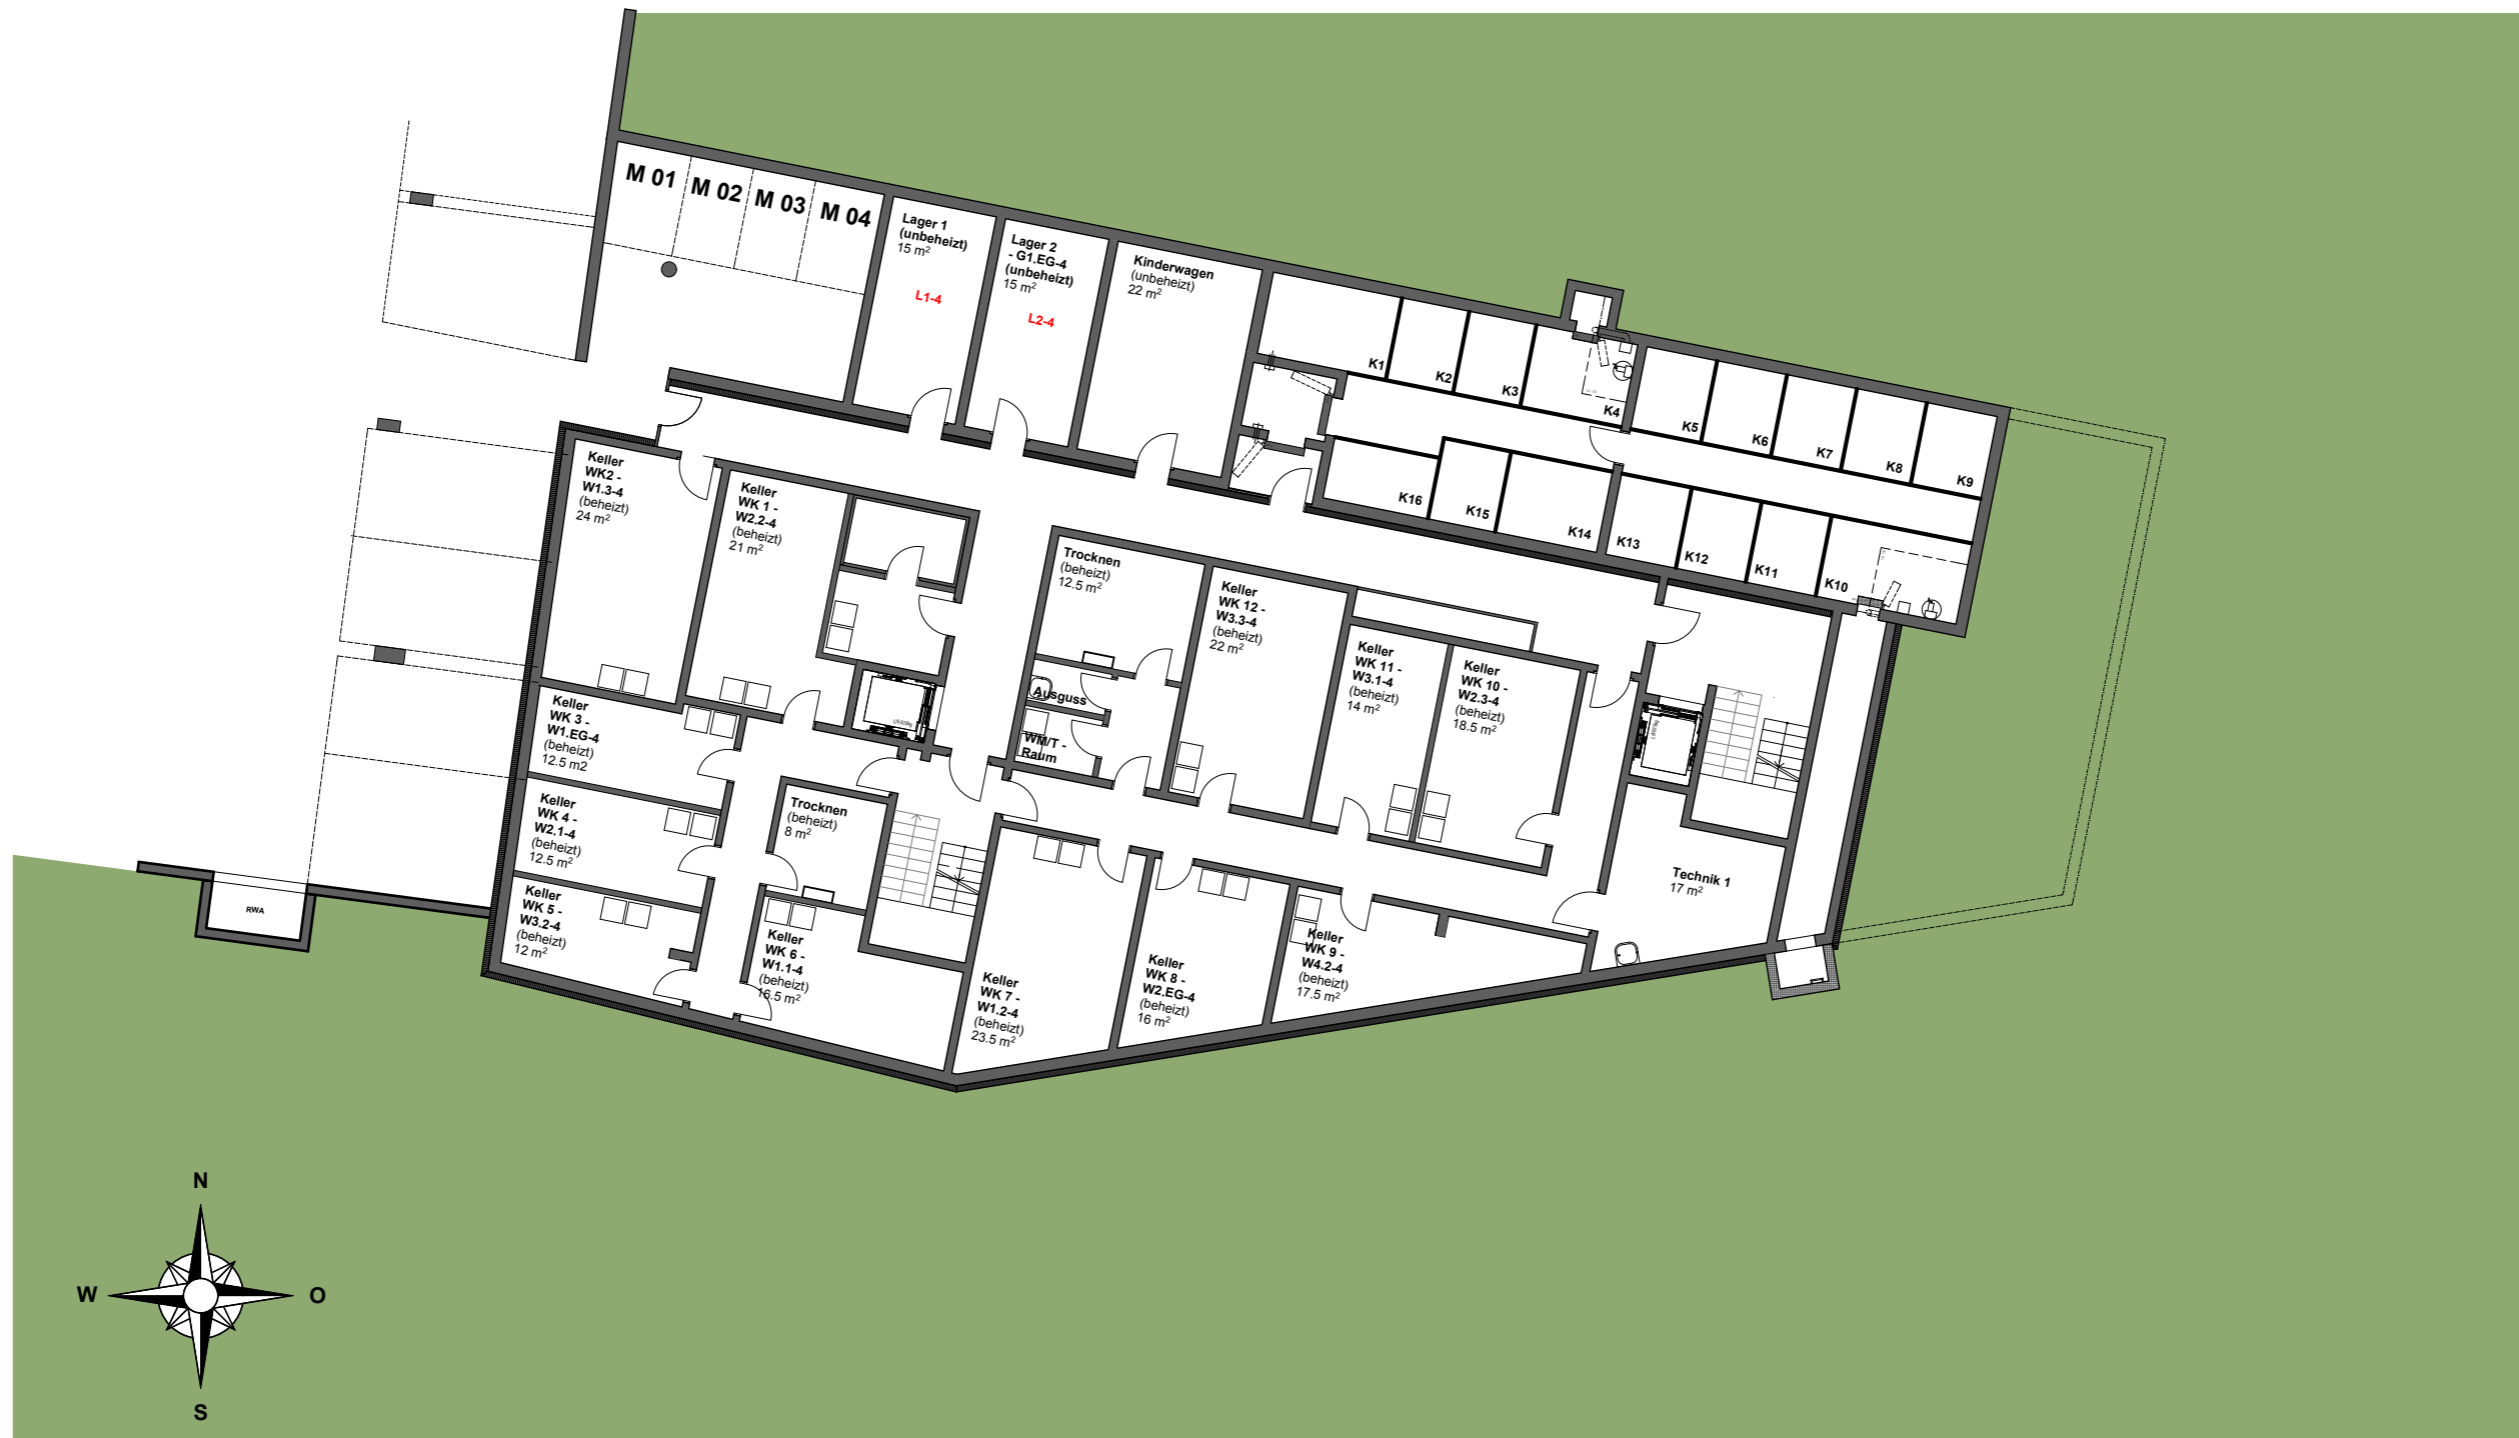 M 01
M 02
M 03
M 04
Lager 1
(unbeheizt)
15 m²
L1-4
Lager 2
- G1.EG-4
(unbeheizt)
15 m²
L2-4
Kinderwagen
(unbeheizt)
22 m²
K1
K2
K3
K4
K5
K6
K7
K8
K9
K16
K15
K14
K13
K12
K11
K10
Keller
WK2 -
W1.3-4
(beheizt)
24 m²
Keller
WK 1 -
W2.2-4
(beheizt)
21 m²
Trocknen
(beheizt)
12.5 m²
Keller
WK 12 -
W3.3-4
(beheizt)
22 m²
Keller
WK 11 -
W3.1-4
(beheizt)
14 m²
Keller
WK 10 -
W2.3-4
(beheizt)
18.5 m²
Ausguss
WM/T -
Raum
Keller
WK 3 -
W1.EG-4
(beheizt)
12.5 m2
Keller
WK 4 -
W2.1-4
(beheizt)
12.5 m²
Trocknen
(beheizt)
8 m²
Keller
WK 5 -
W3.2-4
(beheizt)
12 m²
Keller
WK 6 -
W1.1-4
(beheizt)
16.5 m²
Keller
WK 7 -
W1.2-4
(beheizt)
23.5 m²
Keller
WK 8 -
W2.EG-4
(beheizt)
16 m²
Keller
WK 9 -
W4.2-4
(beheizt)
17.5 m²
Technik 1
17 m²
RWA
N
W
O
S